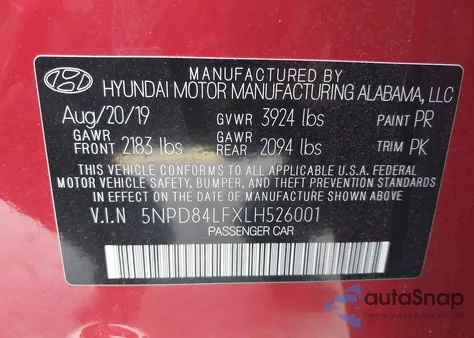 MANUFACTURED BY
HYUNDAI MOTOR MANUFACTURING ALABAMA, LLC
Aug/20/19 GVWR 3924 lbs PAINT PR
GAWR FRONT 2183 lbs GAWR REAR 2094 lbs TRIM PK
THIS VEHICLE CONFORMS TO ALL APPLICABLE U.S.A. FEDERAL
MOTOR VEHICLE SAFETY, BUMPER, AND THEFT PREVENTION STANDARDS
IN EFFECT ON THE DATE OF MANUFACTURE SHOWN ABOVE.
V.I.N 5NPD84LFXLH526001
PASSENGER CAR
autoSnap